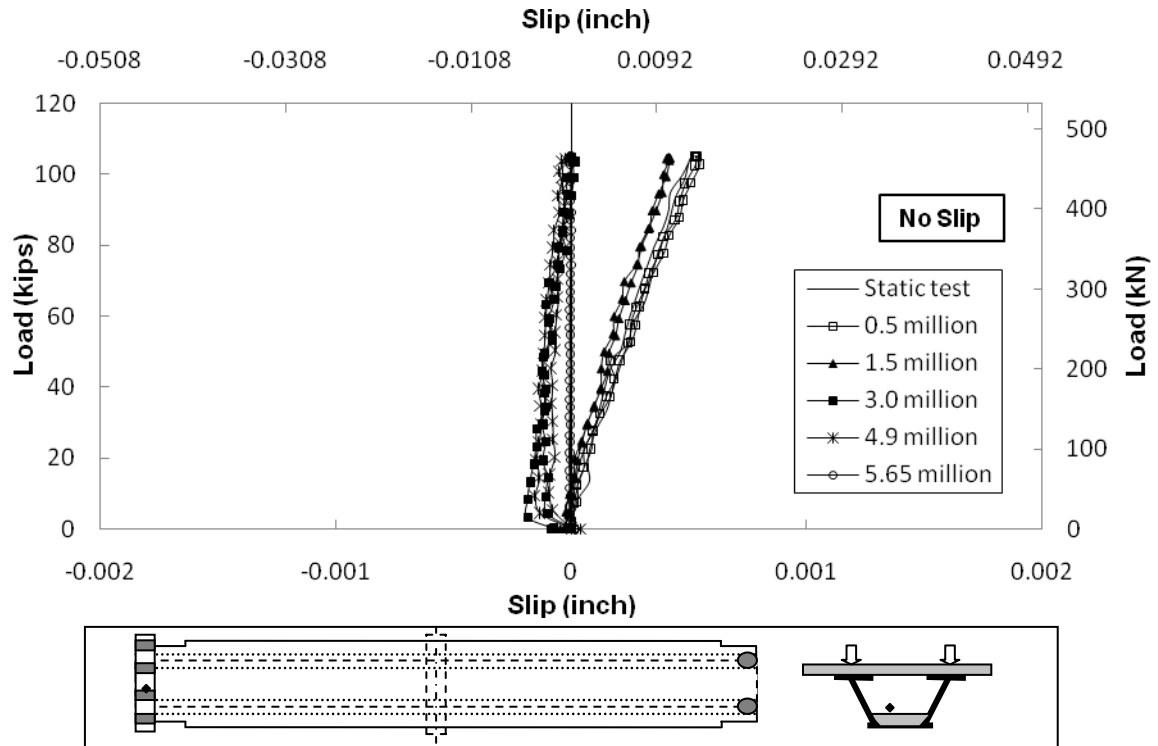 Slip (inch)
-0.0508 -0.0308 -0.0108 0.0092 0.0292 0.0492
120
100
80
60
40
20
0
Load (kips)
500
400
300
200
100
0
Load (kN)
No Slip
Static test
0.5 million
1.5 million
3.0 million
4.9 million
5.65 million
-0.002 -0.001 0 0.001 0.002
Slip (inch)